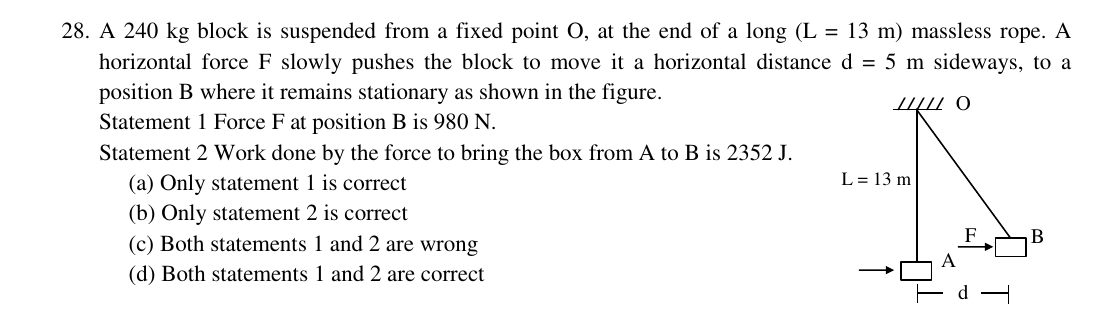 28. A 240 kg block is suspended from a fixed point O, at the end of a long (L = 13 m) massless rope. A
horizontal force F slowly pushes the block to move it a horizontal distance d = 5 m sideways, to a
position B where it remains stationary as shown in the figure.
Statement 1 Force F at position B is 980 N.
Statement 2 Work done by the force to bring the box from A to B is 2352 J.
(a) Only statement 1 is correct
(b) Only statement 2 is correct
(c) Both statements 1 and 2 are wrong
(d) Both statements 1 and 2 are correct
O
L = 13 m
F
B
A
d